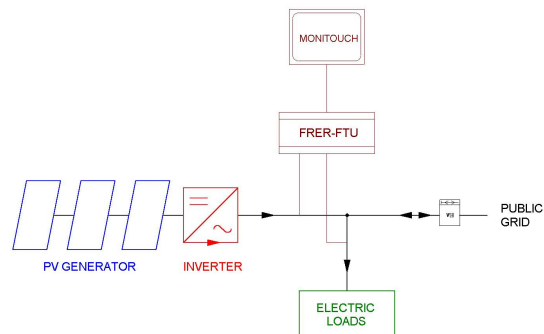 MONITOUCH
FRER-FTU
PUBLIC
GRID
PV GENERATOR
INVERTER
ELECTRIC
LOADS